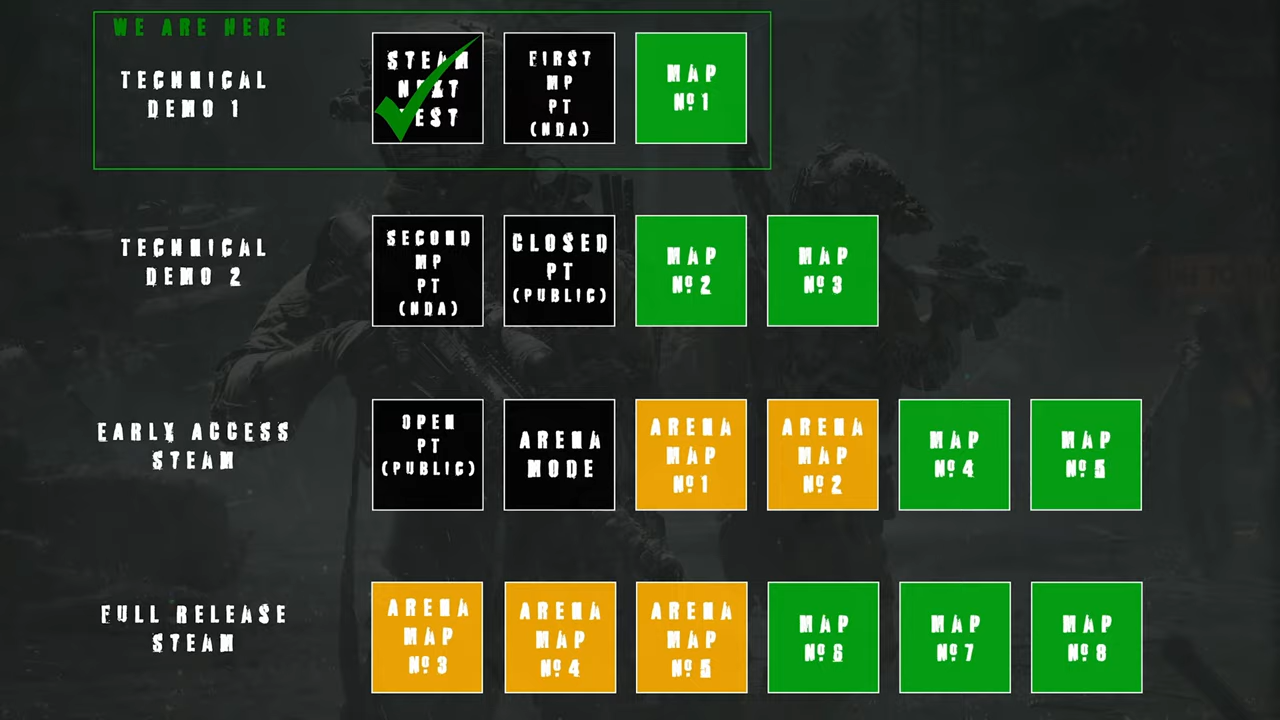 WE ARE HERE
TECHNICAL
DEMO 1
STEAM
NEXT
TEST
FIRST
MP
PT
(NDA)
MAP
Nº1
TECHNICAL
DEMO 2
SECOND
MP
PT
(NDA)
CLOSED
PT
(PUBLIC)
MAP
Nº2
MAP
Nº3
EARLY ACCESS
STEAM
OPEN
PT
(PUBLIC)
ARENA
MODE
ARENA
MAP
Nº1
ARENA
MAP
Nº2
MAP
Nº4
MAP
Nº5
FULL RELEASE
STEAM
ARENA
MAP
Nº3
ARENA
MAP
Nº4
ARENA
MAP
Nº5
MAP
Nº6
MAP
Nº7
MAP
Nº8